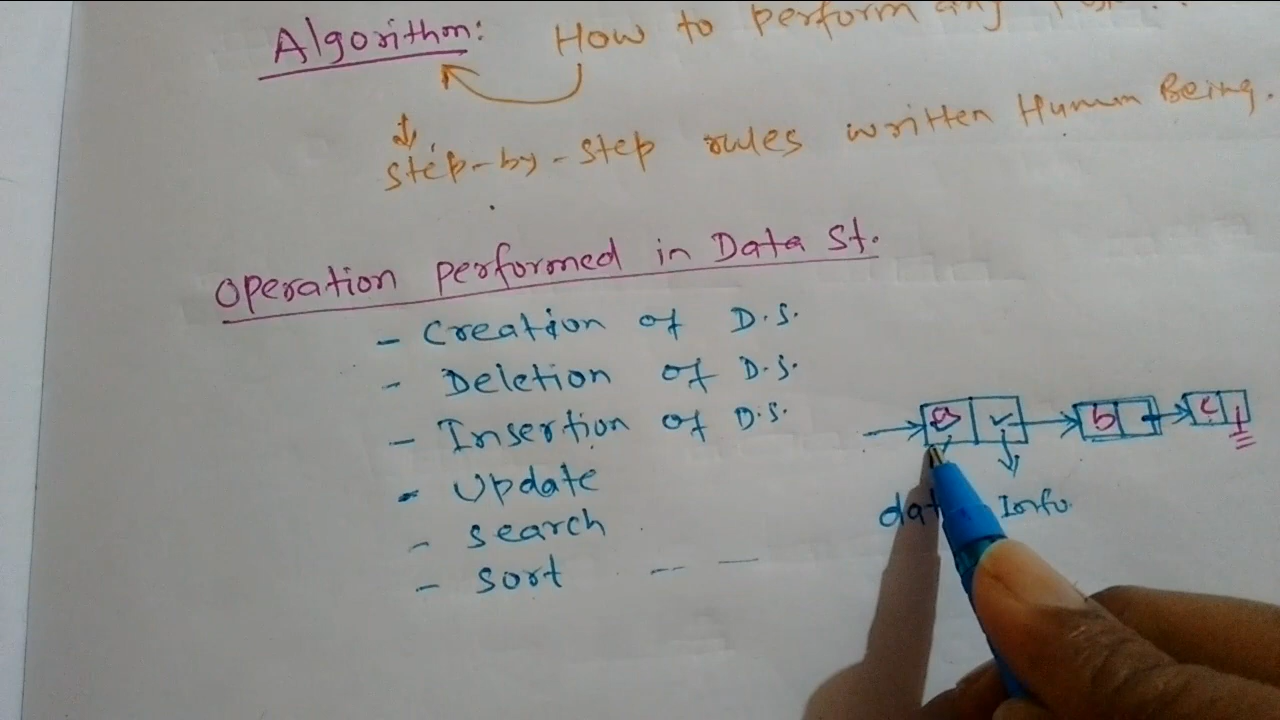 Algorithm: How to perform any
step-by-step rules written Human Being.
Operation performed in Data St.
- Creation of D.S.
- Deletion of D.S.
- Insertion of D.S.
- Update
- Search
- Sort -- --
a b c
Info.